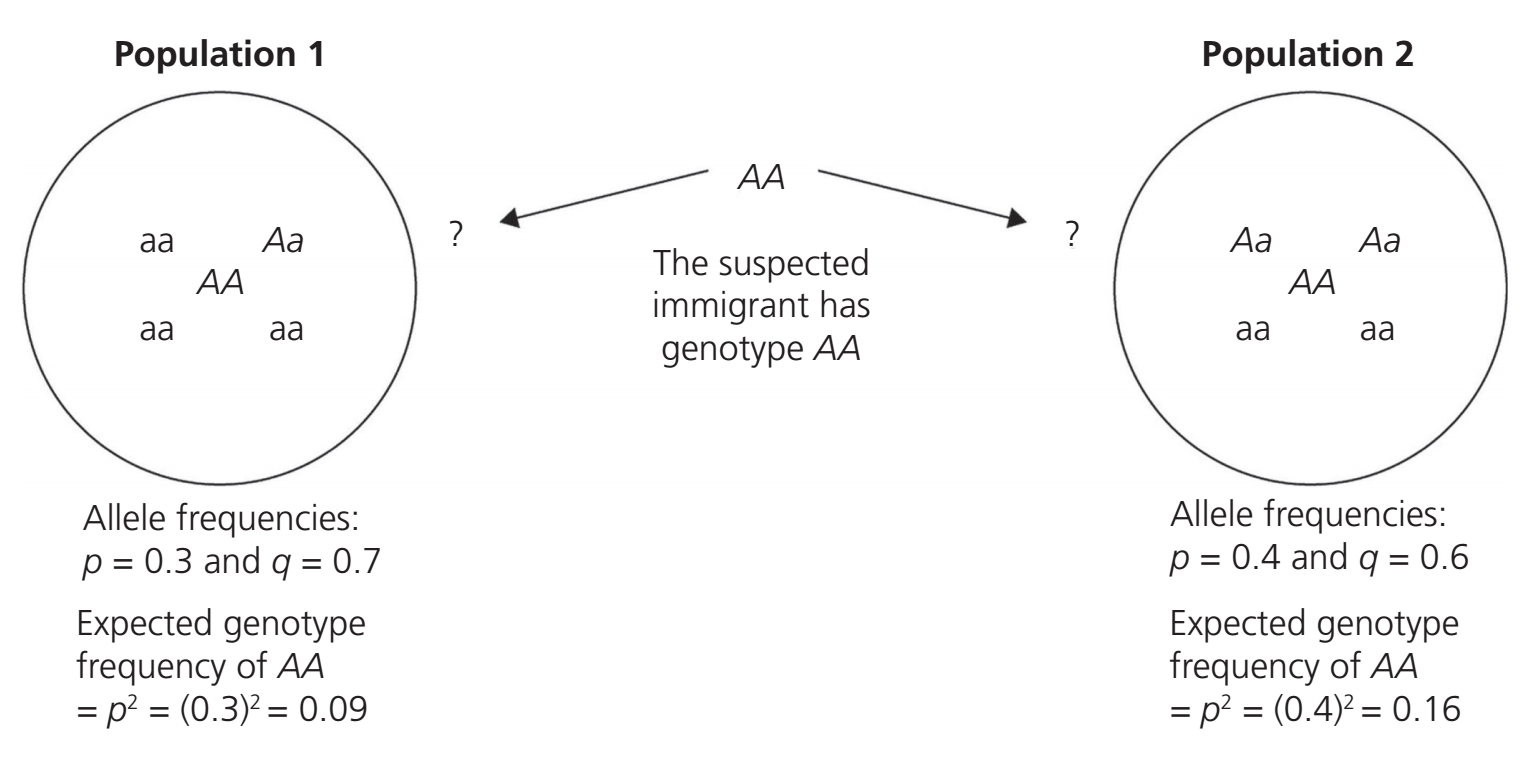 Population 1
aa Aa
AA
aa aa
Allele frequencies:
p = 0.3 and q = 0.7
Expected genotype
frequency of AA
= p² = (0.3)² = 0.09
?
AA
The suspected
immigrant has
genotype AA
?
Population 2
Aa Aa
AA
aa aa
Allele frequencies:
p = 0.4 and q = 0.6
Expected genotype
frequency of AA
= p² = (0.4)² = 0.16